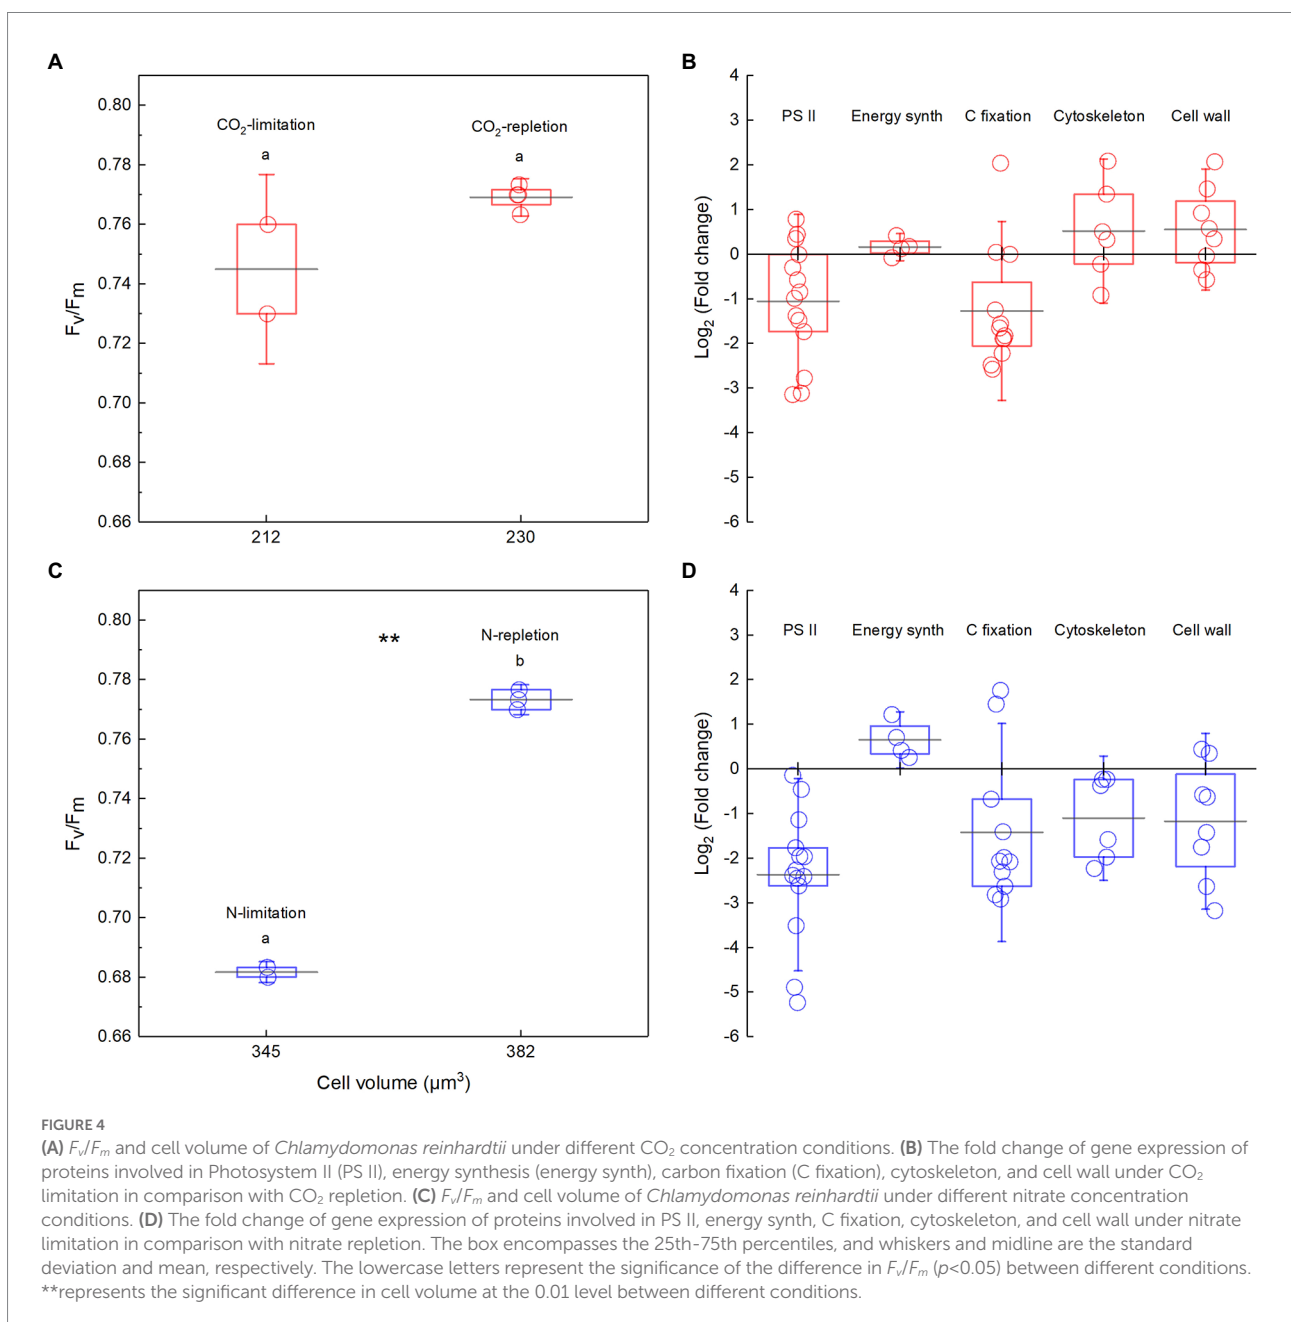 A
0.80
0.78
0.76
0.74
0.72
0.70
0.68
0.66
Fv/Fm
CO2-limitation
a
CO2-repletion
a
212
230
B
4
3
2
1
0
-1
-2
-3
-4
-5
-6
Log2 (Fold change)
PS II
Energy synth
C fixation
Cytoskeleton
Cell wall
C
0.80
0.78
0.76
0.74
0.72
0.70
0.68
0.66
Fv/Fm
**
N-repletion
b
N-limitation
a
345
382
Cell volume (µm³)
D
4
3
2
1
0
-1
-2
-3
-4
-5
-6
Log2 (Fold change)
PS II
Energy synth
C fixation
Cytoskeleton
Cell wall
FIGURE 4
(A) Fv/Fm and cell volume of Chlamydomonas reinhardtii under different CO2 concentration conditions. (B) The fold change of gene expression of
proteins involved in Photosystem II (PS II), energy synthesis (energy synth), carbon fixation (C fixation), cytoskeleton, and cell wall under CO2
limitation in comparison with CO2 repletion. (C) Fv/Fm and cell volume of Chlamydomonas reinhardtii under different nitrate concentration
conditions. (D) The fold change of gene expression of proteins involved in PS II, energy synth, C fixation, cytoskeleton, and cell wall under nitrate
limitation in comparison with nitrate repletion. The box encompasses the 25th-75th percentiles, and whiskers and midline are the standard
deviation and mean, respectively. The lowercase letters represent the significance of the difference in Fv/Fm (p<0.05) between different conditions.
**represents the significant difference in cell volume at the 0.01 level between different conditions.